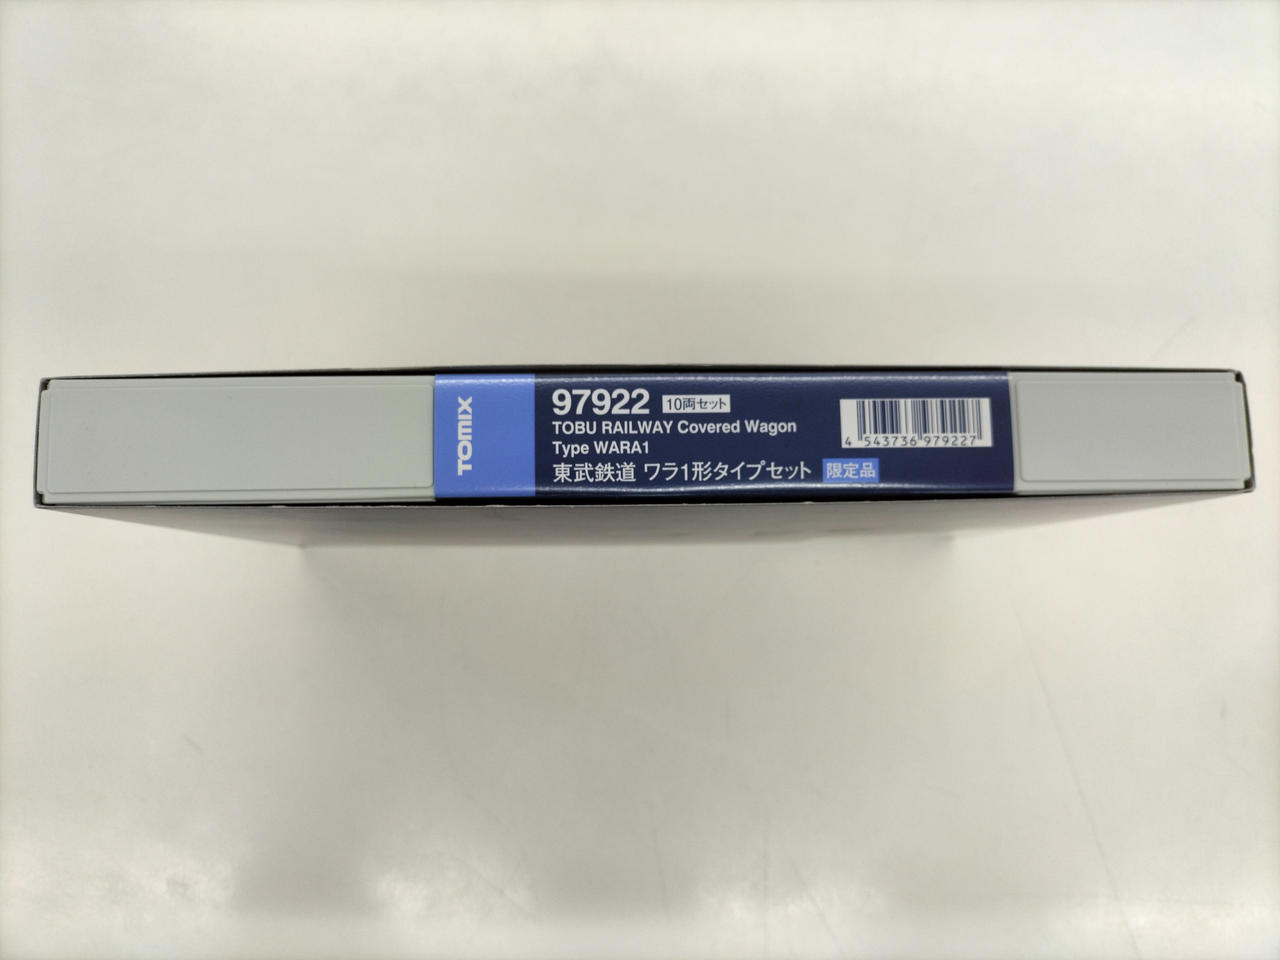 TOMIX
97922 10両セット
TOBU RAILWAY Covered Wagon
Type WARA1
東武鉄道 ワラ1形タイプセット 限定品
4 543736 979227